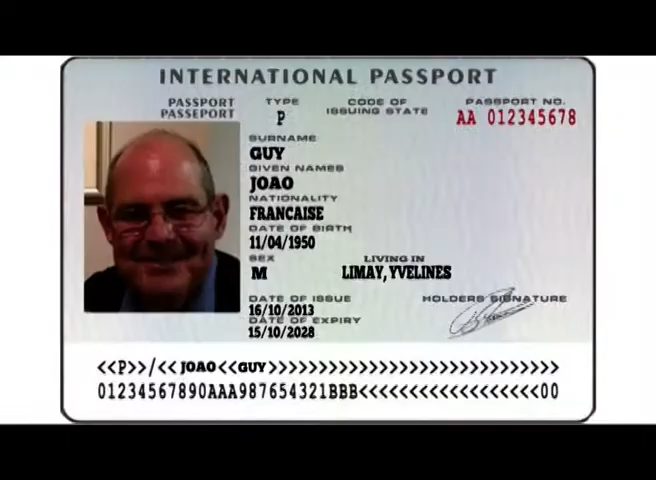 INTERNATIONAL PASSPORT
PASSPORT TYPE CODE OF PASSPORT NO.
PASSEPORT P ISSUING STATE AA 012345678
SURNAME
GUY
GIVEN NAMES
JOAO
NATIONALITY
FRANCAISE
DATE OF BIRTH
11/04/1950
SEX LIVING IN
M LIMAY, YVELINES
DATE OF ISSUE HOLDERS SIGNATURE
16/10/2013
DATE OF EXPIRY
15/10/2028
<<P>>/<<JOAO<<GUY>>>>>>>>>>>>>>>>>>>>>>>>>>>>
01234567890AAA987654321BBB<<<<<<<<<<<<<<<<<<00